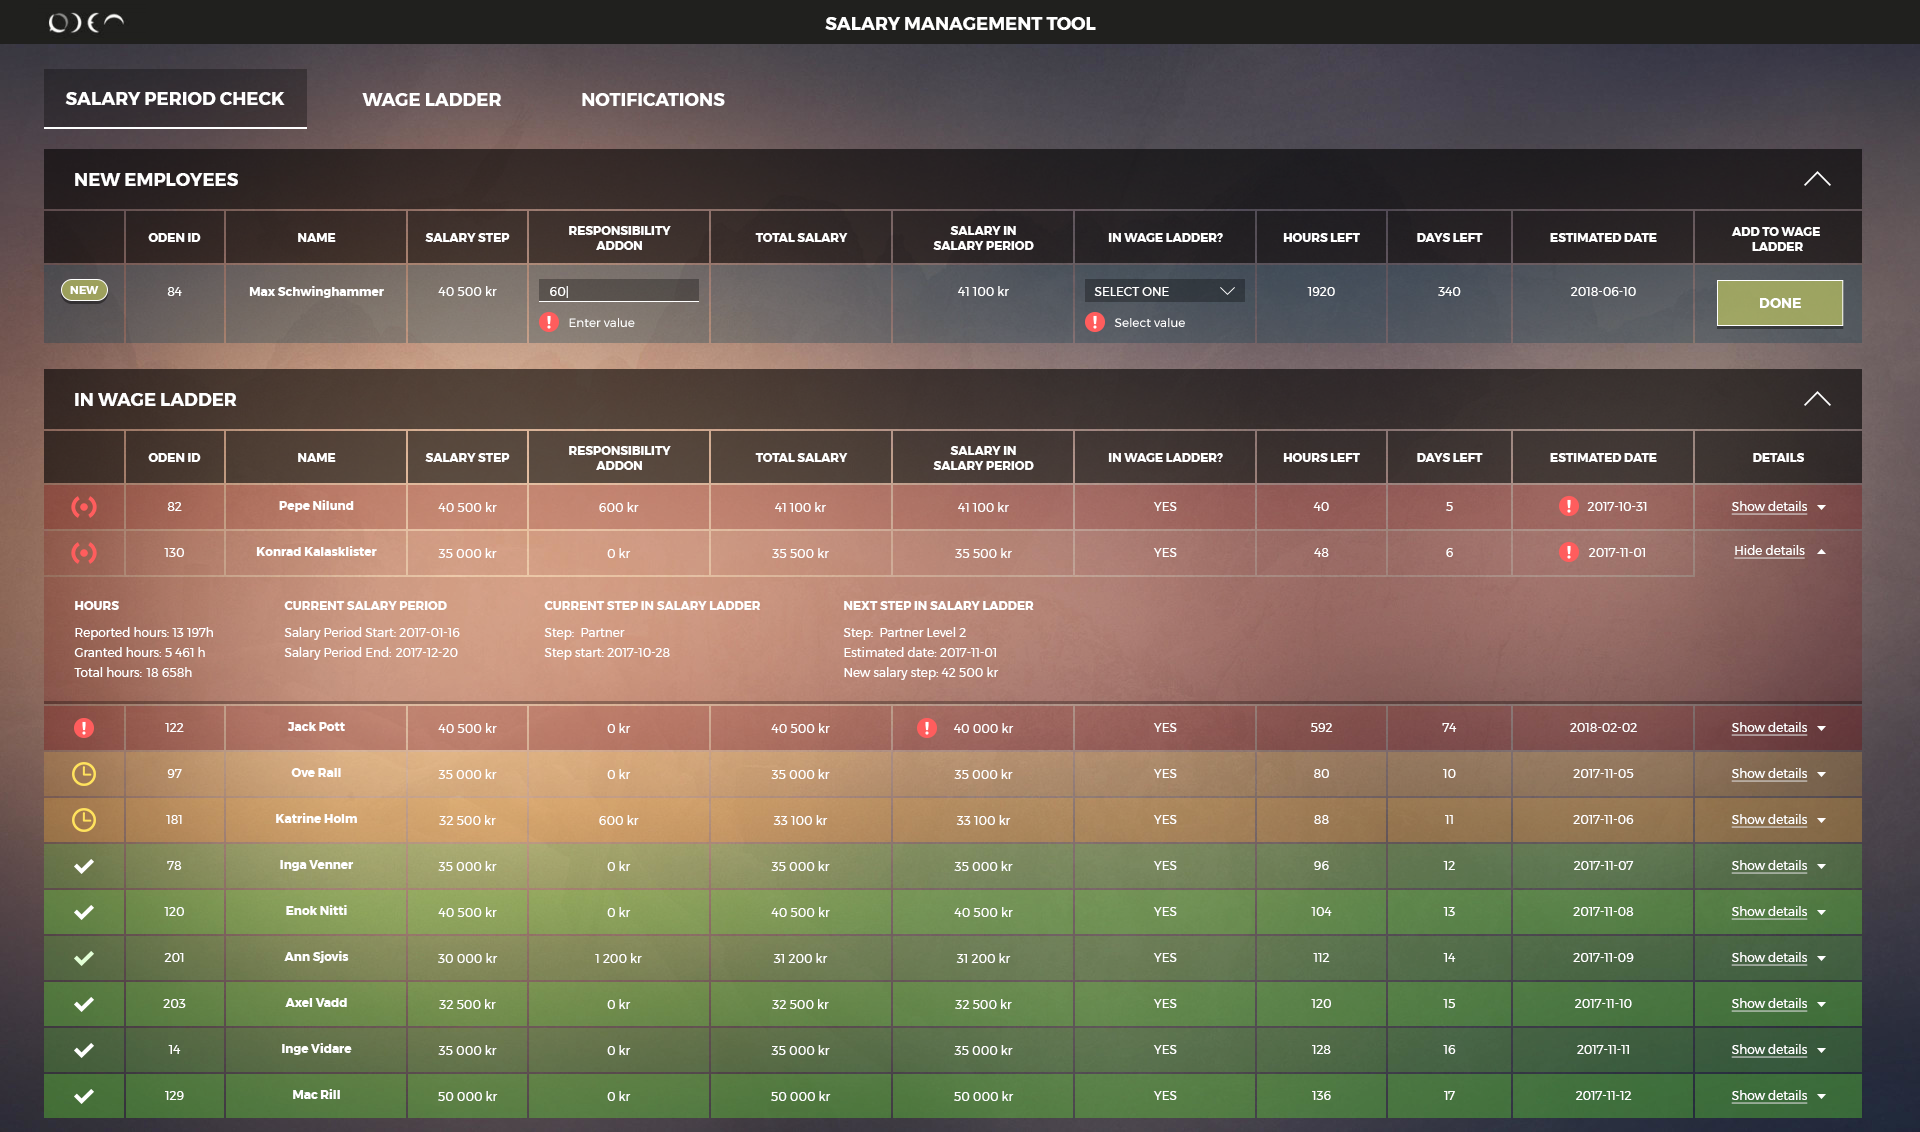 ODEN
SALARY MANAGEMENT TOOL
SALARY PERIOD CHECK WAGE LADDER NOTIFICATIONS
NEW EMPLOYEES
ODEN ID NAME SALARY STEP RESPONSIBILITY ADDON TOTAL SALARY SALARY IN SALARY PERIOD IN WAGE LADDER? HOURS LEFT DAYS LEFT ESTIMATED DATE ADD TO WAGE LADDER
NEW 84 Max Schwinghammer 40 500 kr 60 41 100 kr SELECT ONE 1920 340 2018-06-10 DONE
Enter value Select value
IN WAGE LADDER
ODEN ID NAME SALARY STEP RESPONSIBILITY ADDON TOTAL SALARY SALARY IN SALARY PERIOD IN WAGE LADDER? HOURS LEFT DAYS LEFT ESTIMATED DATE DETAILS
82 Pepe Nilund 40 500 kr 600 kr 41 100 kr 41 100 kr YES 40 5 2017-10-31 Show details
130 Konrad Kalasklister 35 000 kr 0 kr 35 500 kr 35 500 kr YES 48 6 2017-11-01 Hide details
HOURS CURRENT SALARY PERIOD CURRENT STEP IN SALARY LADDER NEXT STEP IN SALARY LADDER
Reported hours: 13 197h Salary Period Start: 2017-01-16 Step: Partner Step: Partner Level 2
Granted hours: 5 461 h Salary Period End: 2017-12-20 Step start: 2017-10-28 Estimated date: 2017-11-01
Total hours: 18 658h New salary step: 42 500 kr
122 Jack Pott 40 500 kr 0 kr 40 500 kr 40 000 kr YES 592 74 2018-02-02 Show details
97 Ove Rall 35 000 kr 0 kr 35 000 kr 35 000 kr YES 80 10 2017-11-05 Show details
181 Katrine Holm 32 500 kr 600 kr 33 100 kr 33 100 kr YES 88 11 2017-11-06 Show details
78 Inga Venner 35 000 kr 0 kr 35 000 kr 35 000 kr YES 96 12 2017-11-07 Show details
120 Enok Nitti 40 500 kr 0 kr 40 500 kr 40 500 kr YES 104 13 2017-11-08 Show details
201 Ann Sjovis 30 000 kr 1 200 kr 31 200 kr 31 200 kr YES 112 14 2017-11-09 Show details
203 Axel Vadd 32 500 kr 0 kr 32 500 kr 32 500 kr YES 120 15 2017-11-10 Show details
14 Inge Vidare 35 000 kr 0 kr 35 000 kr 35 000 kr YES 128 16 2017-11-11 Show details
129 Mac Rill 50 000 kr 0 kr 50 000 kr 50 000 kr YES 136 17 2017-11-12 Show details